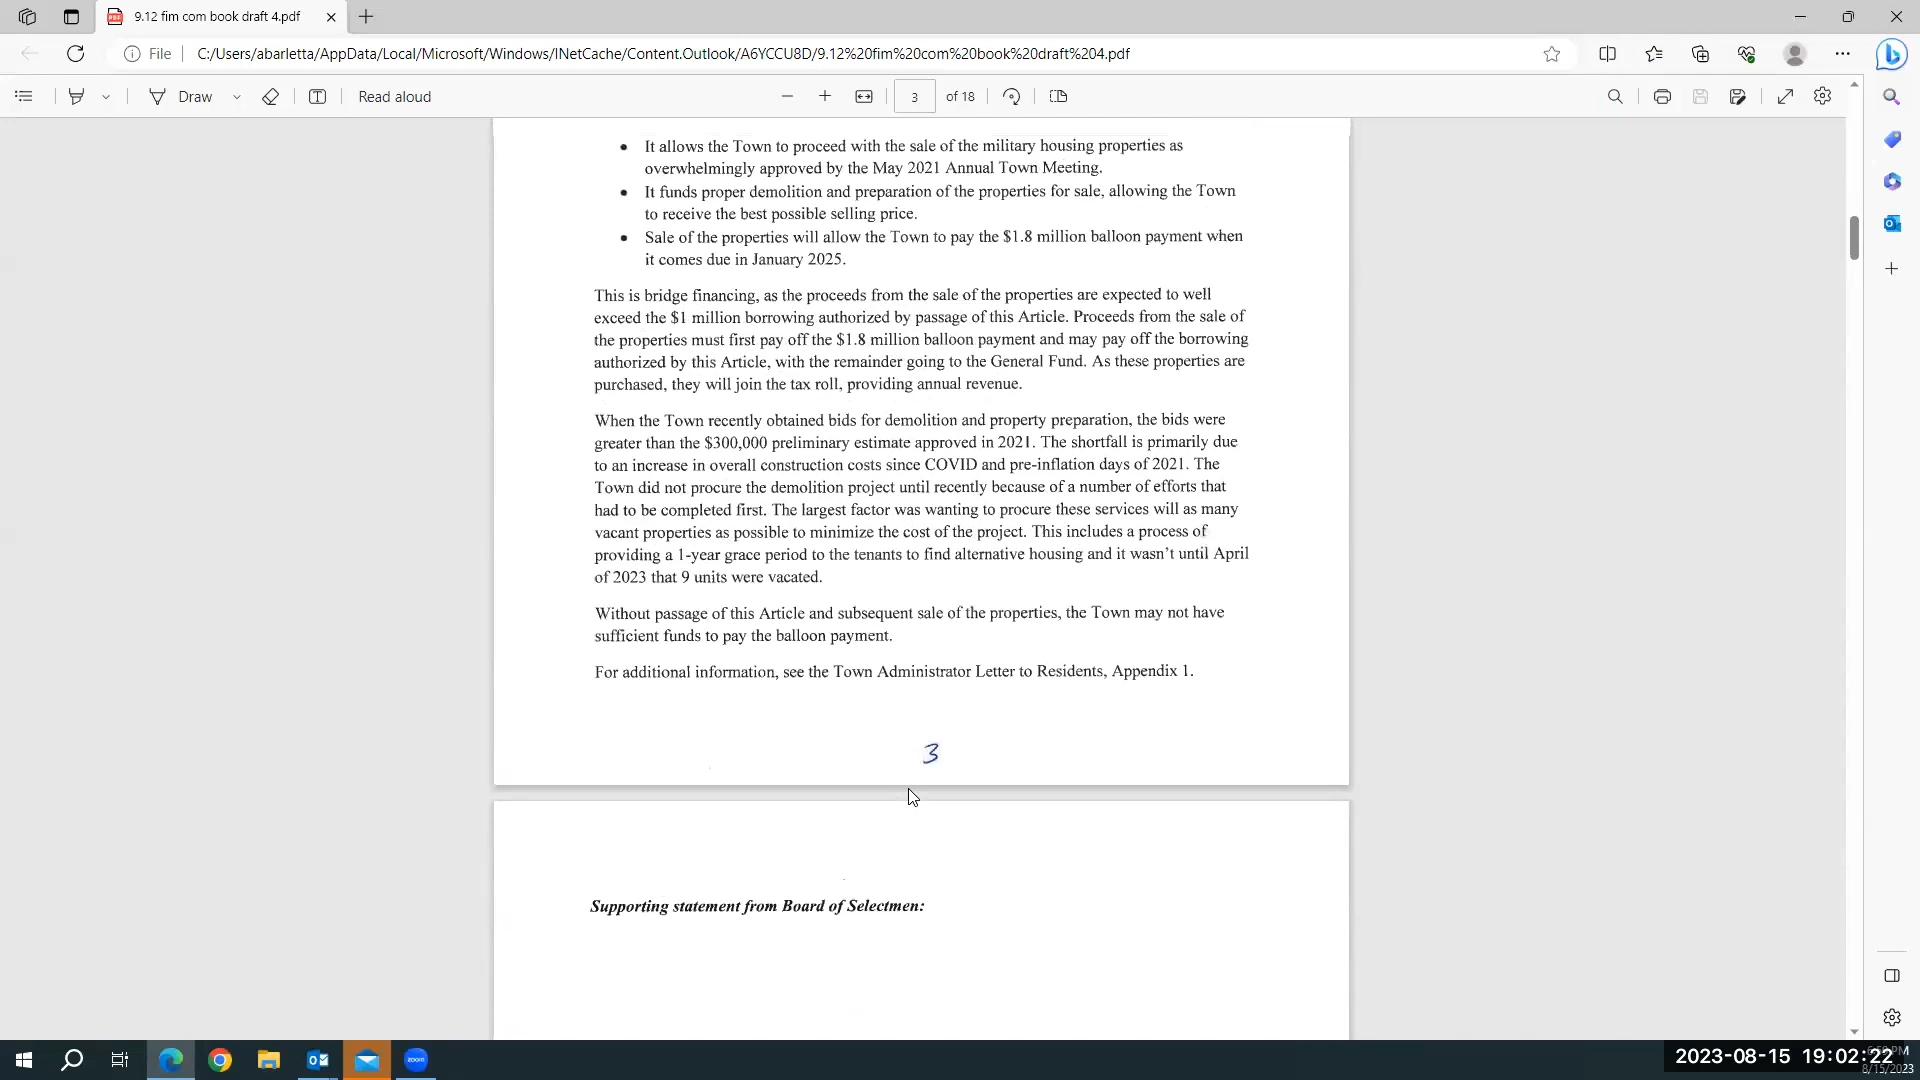 9.12 fim com book draft 4.pdf
File
C:/Users/abarletta/AppData/Local/Microsoft/Windows/INetCache/Content.Outlook/A6YCCU8D/9.12%20fim%20com%20book%20draft%204.pdf
Draw
Read aloud
3
of 18
• It allows the Town to proceed with the sale of the military housing properties as
overwhelmingly approved by the May 2021 Annual Town Meeting.
• It funds proper demolition and preparation of the properties for sale, allowing the Town
to receive the best possible selling price.
• Sale of the properties will allow the Town to pay the $1.8 million balloon payment when
it comes due in January 2025.
This is bridge financing, as the proceeds from the sale of the properties are expected to well
exceed the $1 million borrowing authorized by passage of this Article. Proceeds from the sale of
the properties must first pay off the $1.8 million balloon payment and may pay off the borrowing
authorized by this Article, with the remainder going to the General Fund. As these properties are
purchased, they will join the tax roll, providing annual revenue.
When the Town recently obtained bids for demolition and property preparation, the bids were
greater than the $300,000 preliminary estimate approved in 2021. The shortfall is primarily due
to an increase in overall construction costs since COVID and pre-inflation days of 2021. The
Town did not procure the demolition project until recently because of a number of efforts that
had to be completed first. The largest factor was wanting to procure these services will as many
vacant properties as possible to minimize the cost of the project. This includes a process of
providing a 1-year grace period to the tenants to find alternative housing and it wasn't until April
of 2023 that 9 units were vacated.
Without passage of this Article and subsequent sale of the properties, the Town may not have
sufficient funds to pay the balloon payment.
For additional information, see the Town Administrator Letter to Residents, Appendix 1.
3
Supporting statement from Board of Selectmen:
zoom
2023-08-15 19:02:22
8/15/2023